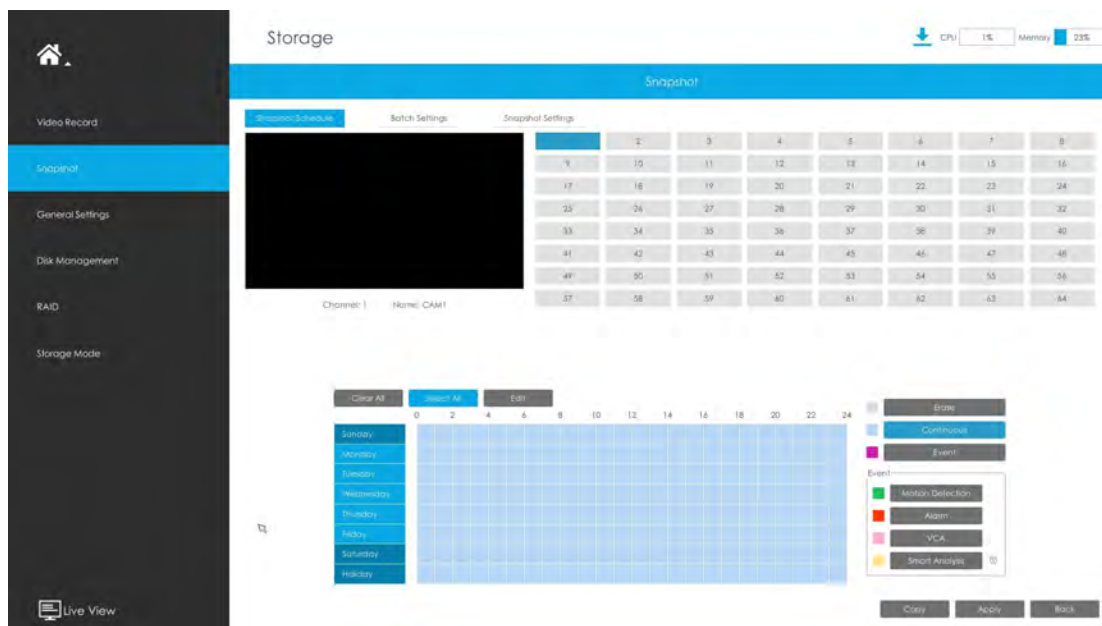 Storage
CPU 1% Memory 23%
Snapshot
Video Record
Snapshot
General Settings
Disk Management
RAID
Storage Mode
Live View
Snapshot Schedule Batch Settings Snapshot Settings
2 3 4 5 6 7 8
9 10 11 12 13 14 15 16
17 18 19 20 21 22 23 24
25 26 27 28 29 30 31 32
33 34 35 36 37 38 39 40
41 42 43 44 45 46 47 48
49 50 51 52 53 54 55 56
57 58 59 60 61 62 63 64
Channel: 1 Name: CAM1
Clear All Select All Edit
0 2 4 6 8 10 12 14 16 18 20 22 24
Sunday
Monday
Tuesday
Wednesday
Thursday
Friday
Saturday
Holiday
Erase
Continuous
Event
Event
Motion Detection
Alarm
VCA
Smart Analysis
Copy Apply Back